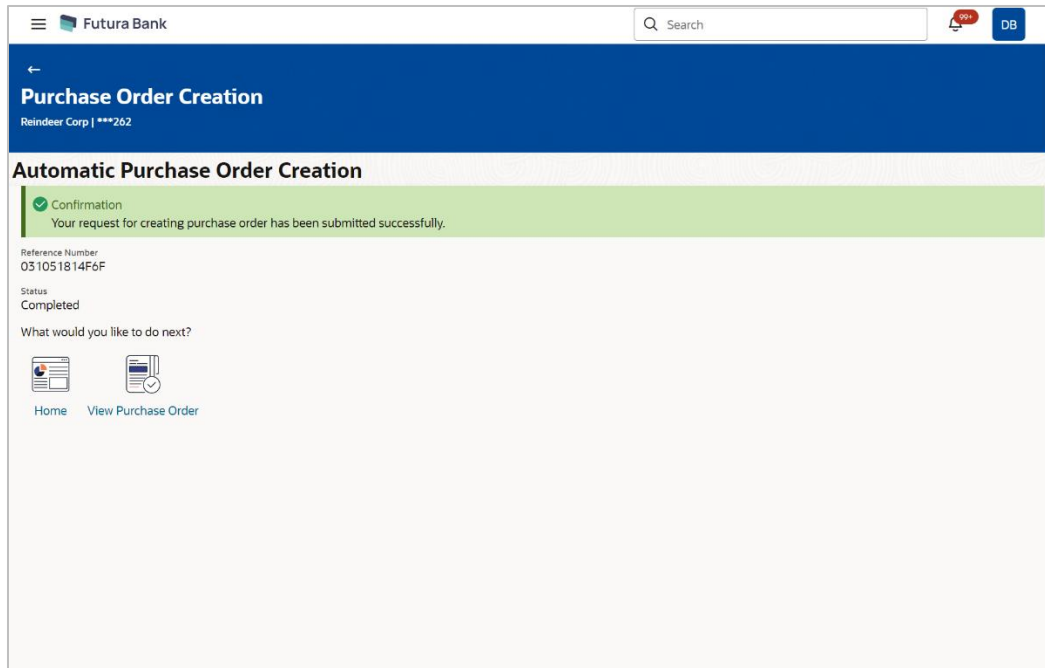 Futura Bank
Search
99+
DB
Purchase Order Creation
Reindeer Corp | ***262
Automatic Purchase Order Creation
Confirmation
Your request for creating purchase order has been submitted successfully.
Reference Number
031051814F6F
Status
Completed
What would you like to do next?
Home View Purchase Order